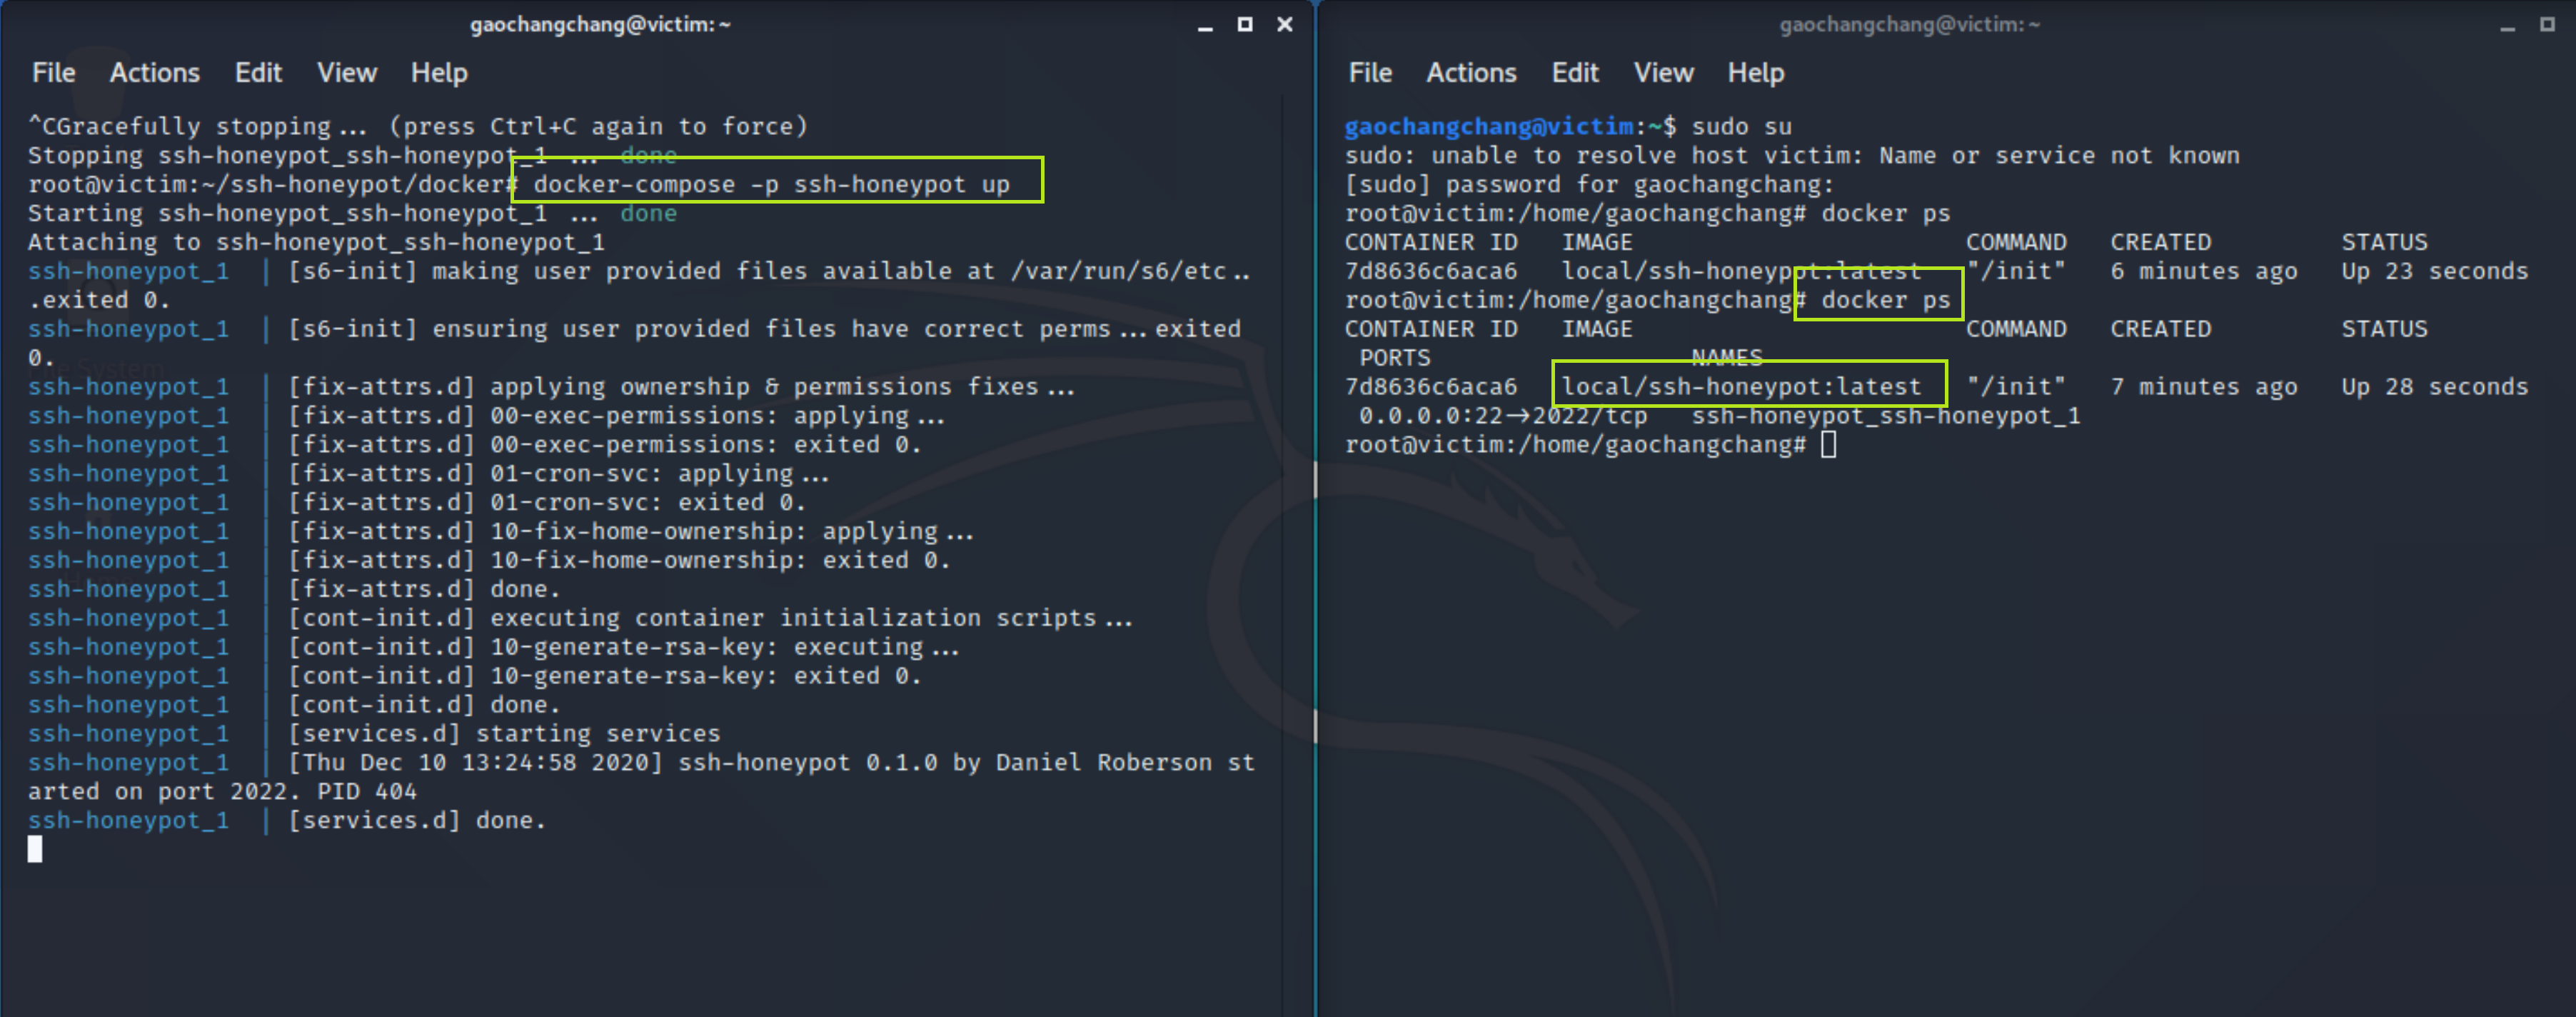 gaochangchang@victim: ~
File Actions Edit View Help
^CGracefully stopping... (press Ctrl+C again to force)
Stopping ssh-honeypot_ssh-honeypot_1 ... done
root@victim:~/ssh-honeypot/docker# docker-compose -p ssh-honeypot up
Starting ssh-honeypot_ssh-honeypot_1 ... done
Attaching to ssh-honeypot_ssh-honeypot_1
ssh-honeypot_1 | [s6-init] making user provided files available at /var/run/s6/etc..
.exited 0.
ssh-honeypot_1 | [s6-init] ensuring user provided files have correct perms...exited
0.
ssh-honeypot_1 | [fix-attrs.d] applying ownership & permissions fixes...
ssh-honeypot_1 | [fix-attrs.d] 00-exec-permissions: applying...
ssh-honeypot_1 | [fix-attrs.d] 00-exec-permissions: exited 0.
ssh-honeypot_1 | [fix-attrs.d] 01-cron-svc: applying...
ssh-honeypot_1 | [fix-attrs.d] 01-cron-svc: exited 0.
ssh-honeypot_1 | [fix-attrs.d] 10-fix-home-ownership: applying...
ssh-honeypot_1 | [fix-attrs.d] 10-fix-home-ownership: exited 0.
ssh-honeypot_1 | [fix-attrs.d] done.
ssh-honeypot_1 | [cont-init.d] executing container initialization scripts...
ssh-honeypot_1 | [cont-init.d] 10-generate-rsa-key: executing...
ssh-honeypot_1 | [cont-init.d] 10-generate-rsa-key: exited 0.
ssh-honeypot_1 | [cont-init.d] done.
ssh-honeypot_1 | [services.d] starting services
ssh-honeypot_1 | [Thu Dec 10 13:24:58 2020] ssh-honeypot 0.1.0 by Daniel Roberson st
arted on port 2022. PID 404
ssh-honeypot_1 | [services.d] done.
File System
gaochangchang@victim: ~
File Actions Edit View Help
gaochangchang@victim:~$ sudo su
sudo: unable to resolve host victim: Name or service not known
[sudo] password for gaochangchang:
root@victim:/home/gaochangchang# docker ps
CONTAINER ID IMAGE COMMAND CREATED STATUS
7d8636c6aca6 local/ssh-honeypot:latest "/init" 6 minutes ago Up 23 seconds
root@victim:/home/gaochangchang# docker ps
CONTAINER ID IMAGE COMMAND CREATED STATUS
PORTS NAMES
7d8636c6aca6 local/ssh-honeypot:latest "/init" 7 minutes ago Up 28 seconds
0.0.0.0:22→2022/tcp ssh-honeypot_ssh-honeypot_1
root@victim:/home/gaochangchang#